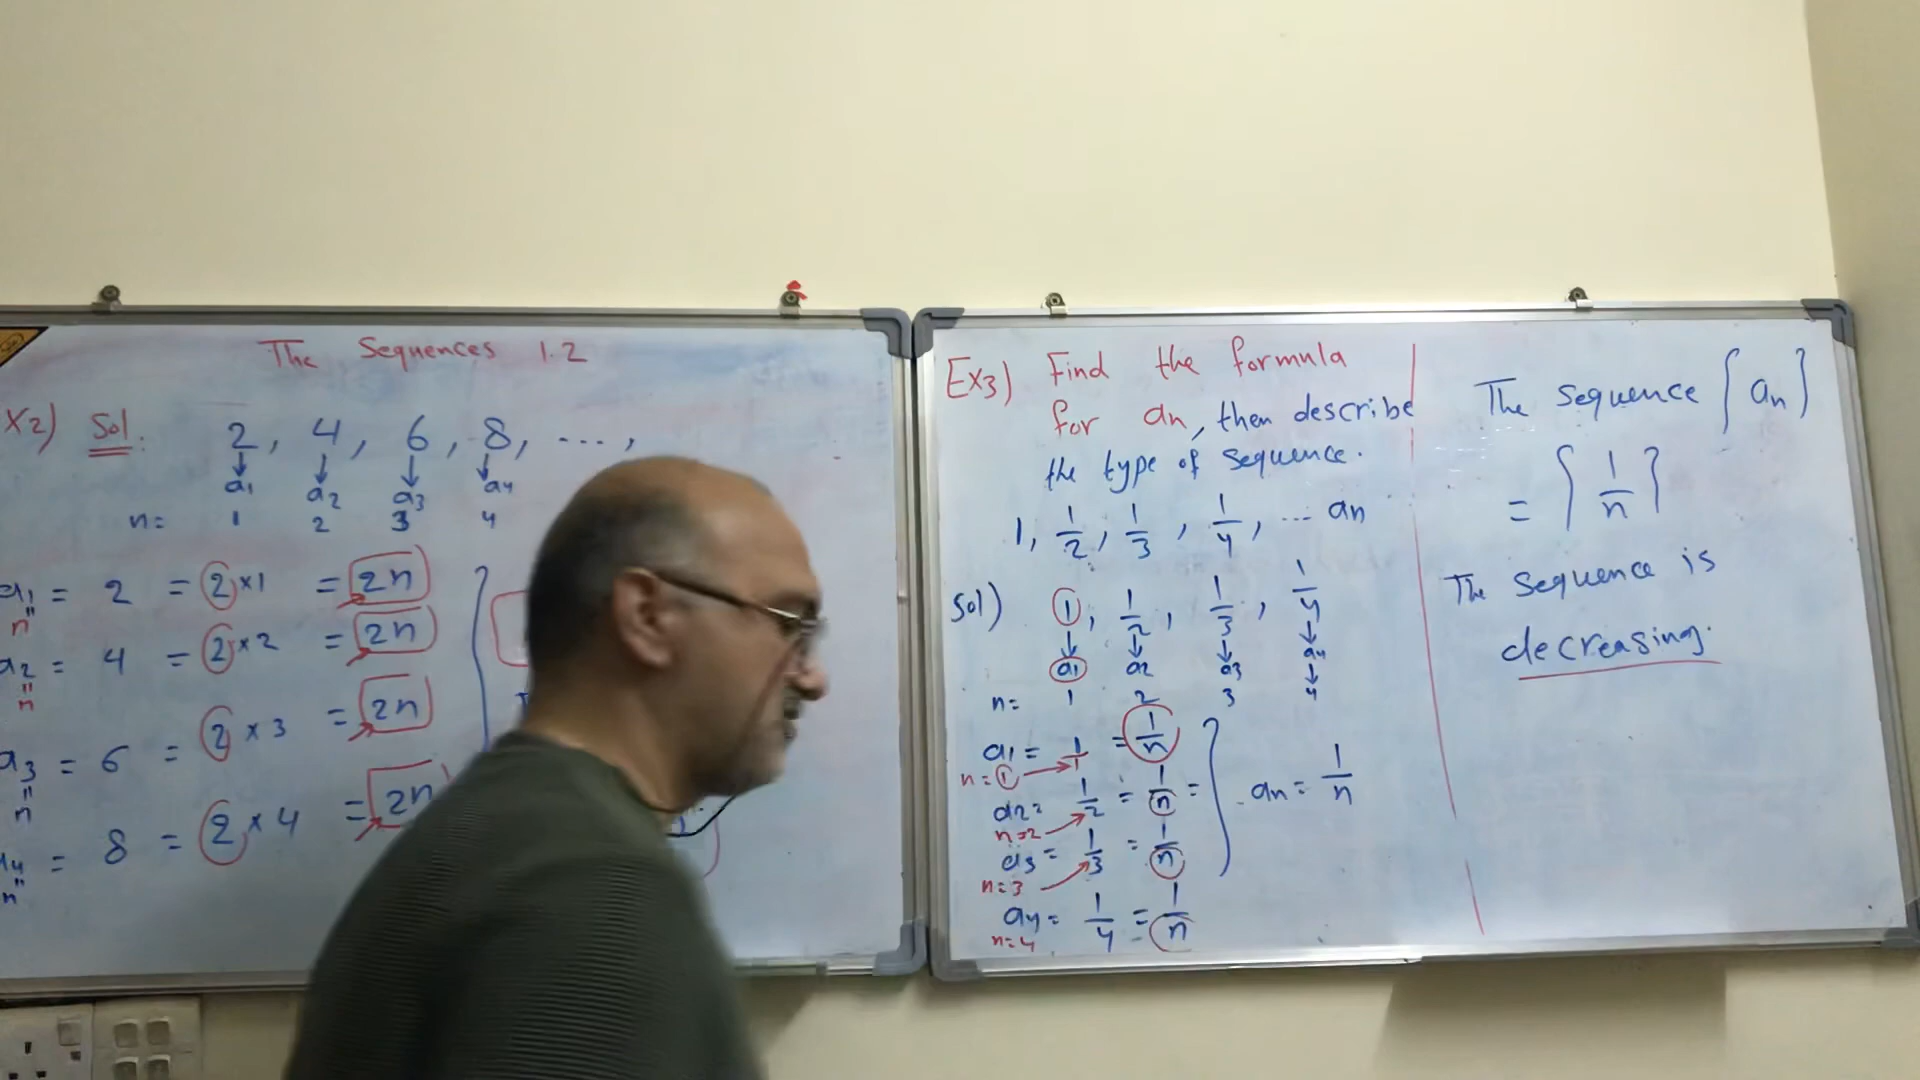 The Sequences 1.2
x2) Sol. 2, 4, 6, 8, ....,
a1 a2 a3 a4
n: 1 2 3 4
a1 = 2 = 2×1 = 2n
"
n
a2 = 4 = 2×2 = 2n
"
n
a3 = 6 = 2×3 = 2n
"
n
a4 = 8 = 2×4 = 2n
"
n
Ex3) Find the formula
for an, then describe
the type of sequence.
1, 1/2, 1/3, 1/4, ... an
Sol) 1, 1/2, 1/3, 1/4
a1 a2 a3 a4
n= 1 2 3 4
a1 = 1/1 = 1/n
n=1
a2= 1/2 = 1/n =
n=2
a3 = 1/3 = 1/n
n=3
a4 = 1/4 = 1/n
n=4
an = 1/n
The sequence {an}
= {1/n}
The sequence is
decreasing.